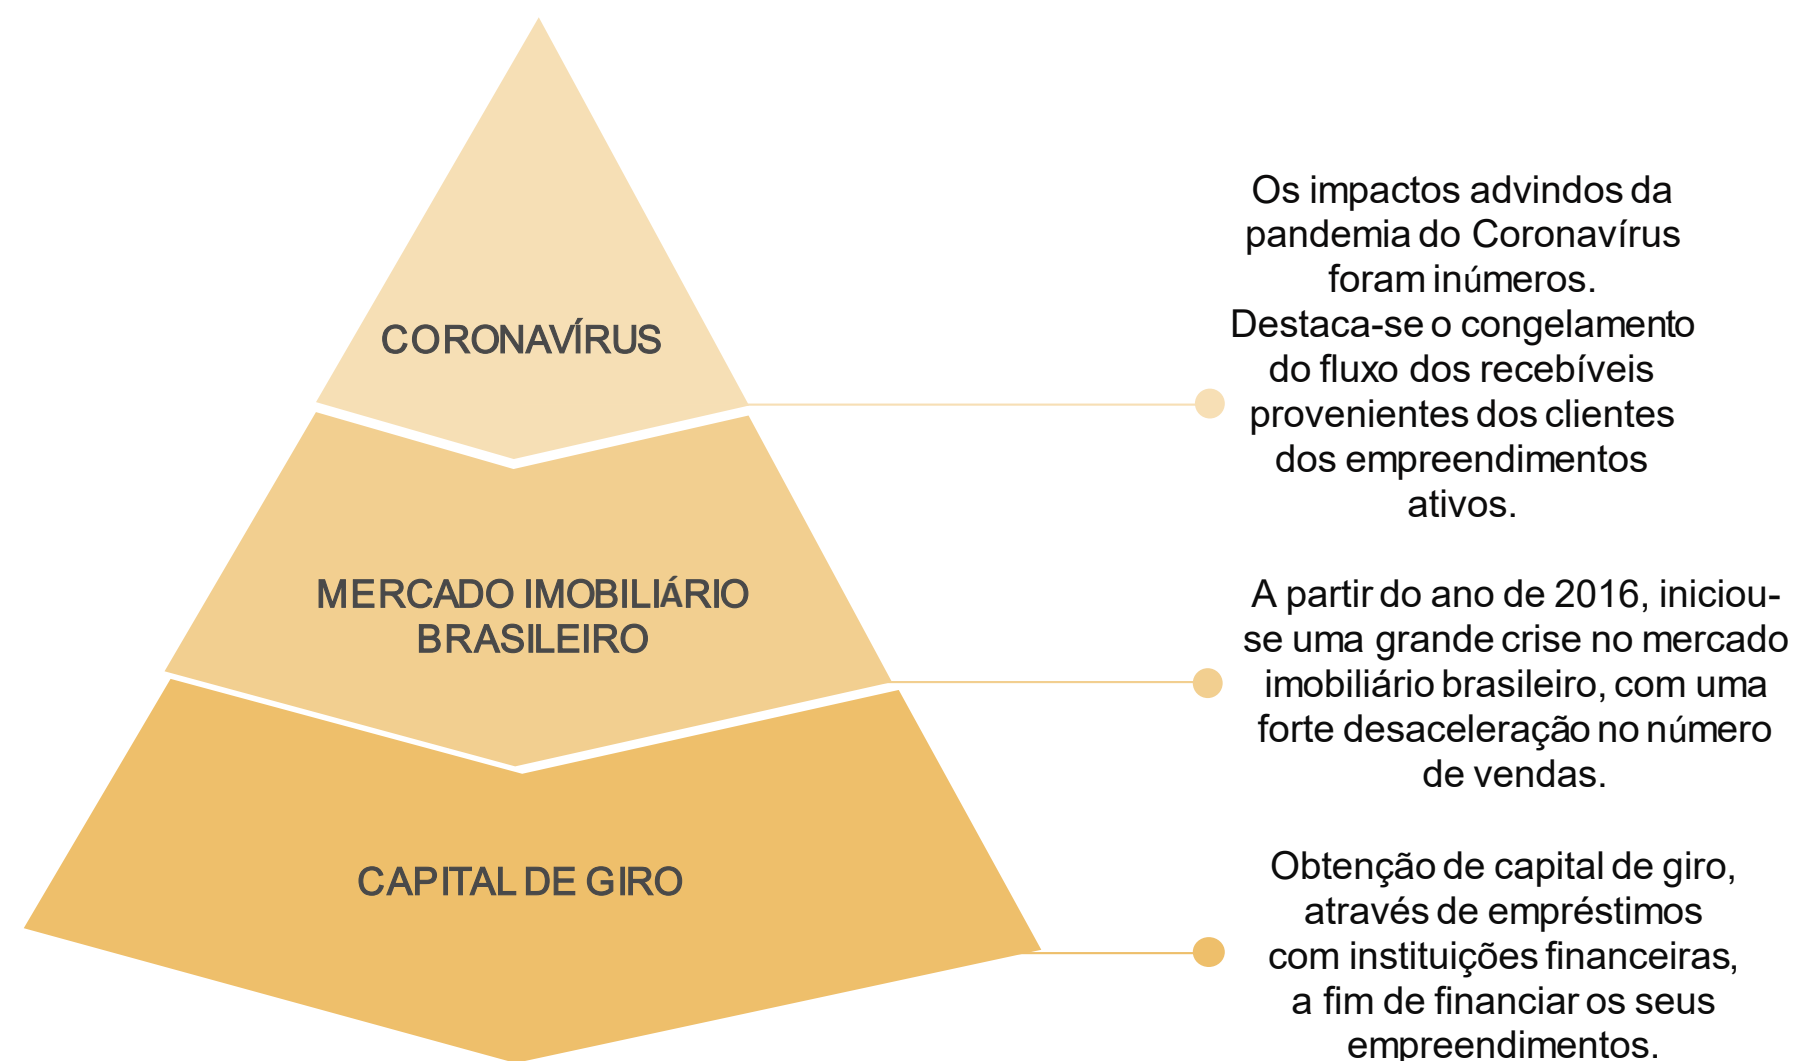 CORONAVÍRUS
Os impactos advindos da
pandemia do Coronavírus
foram inúmeros.
Destaca-se o congelamento
do fluxo dos recebíveis
provenientes dos clientes
dos empreendimentos
ativos.
MERCADO IMOBILIÁRIO
BRASILEIRO
A partir do ano de 2016, iniciou-
se uma grande crise no mercado
imobiliário brasileiro, com uma
forte desaceleração no número
de vendas.
CAPITAL DE GIRO
Obtenção de capital de giro,
através de empréstimos
com instituições financeiras,
a fim de financiar os seus
empreendimentos.